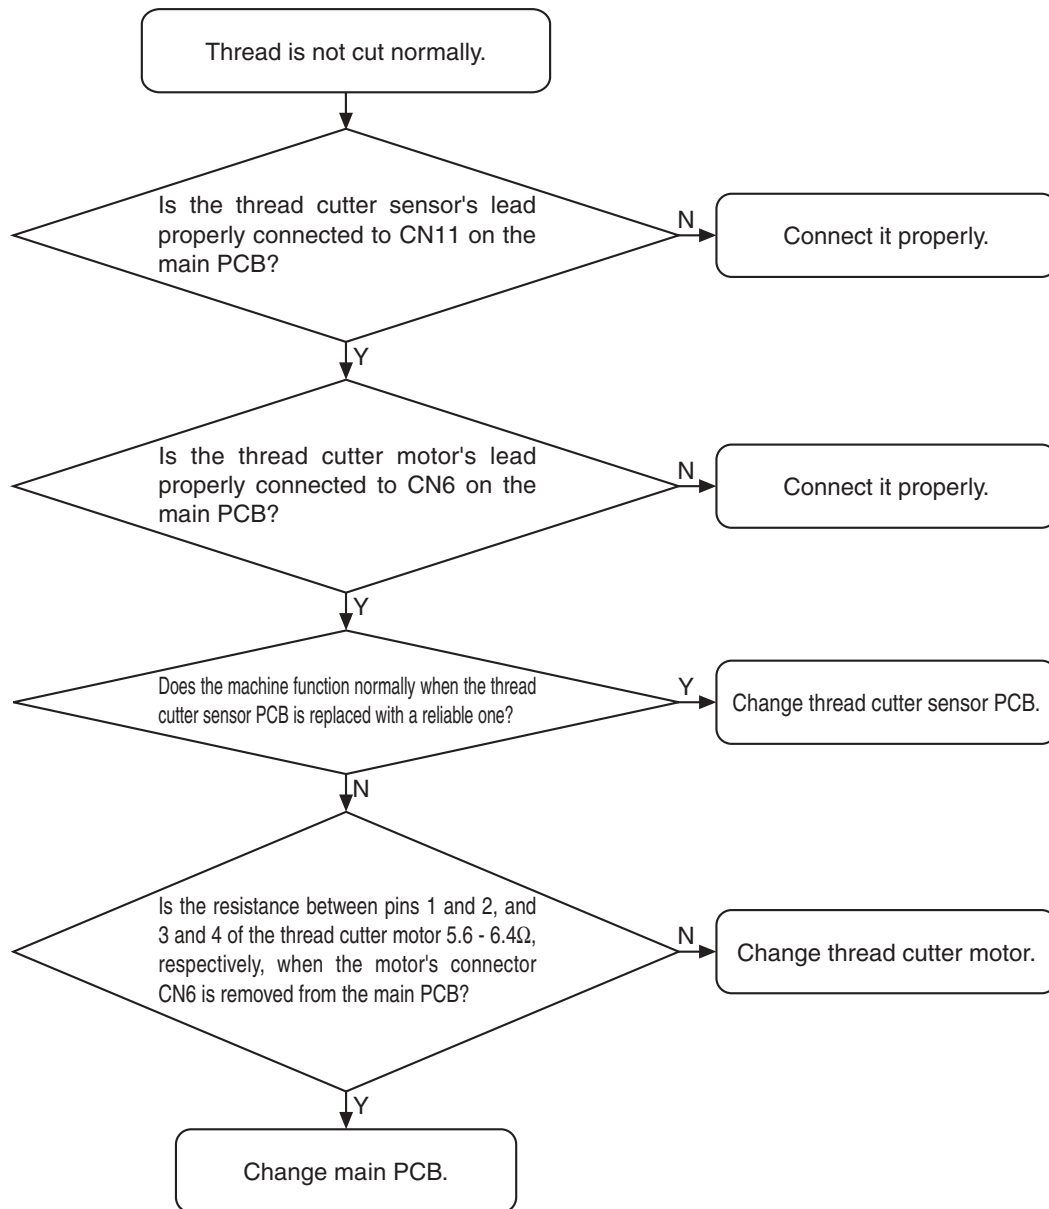 Thread is not cut normally.
Is the thread cutter sensor's lead
properly connected to CN11 on the
main PCB?
N
Connect it properly.
Y
Is the thread cutter motor's lead
properly connected to CN6 on the
main PCB?
N
Connect it properly.
Y
Does the machine function normally when the thread
cutter sensor PCB is replaced with a reliable one?
Y
Change thread cutter sensor PCB.
N
Is the resistance between pins 1 and 2, and
3 and 4 of the thread cutter motor 5.6 - 6.4Ω,
respectively, when the motor's connector
CN6 is removed from the main PCB?
N
Change thread cutter motor.
Y
Change main PCB.